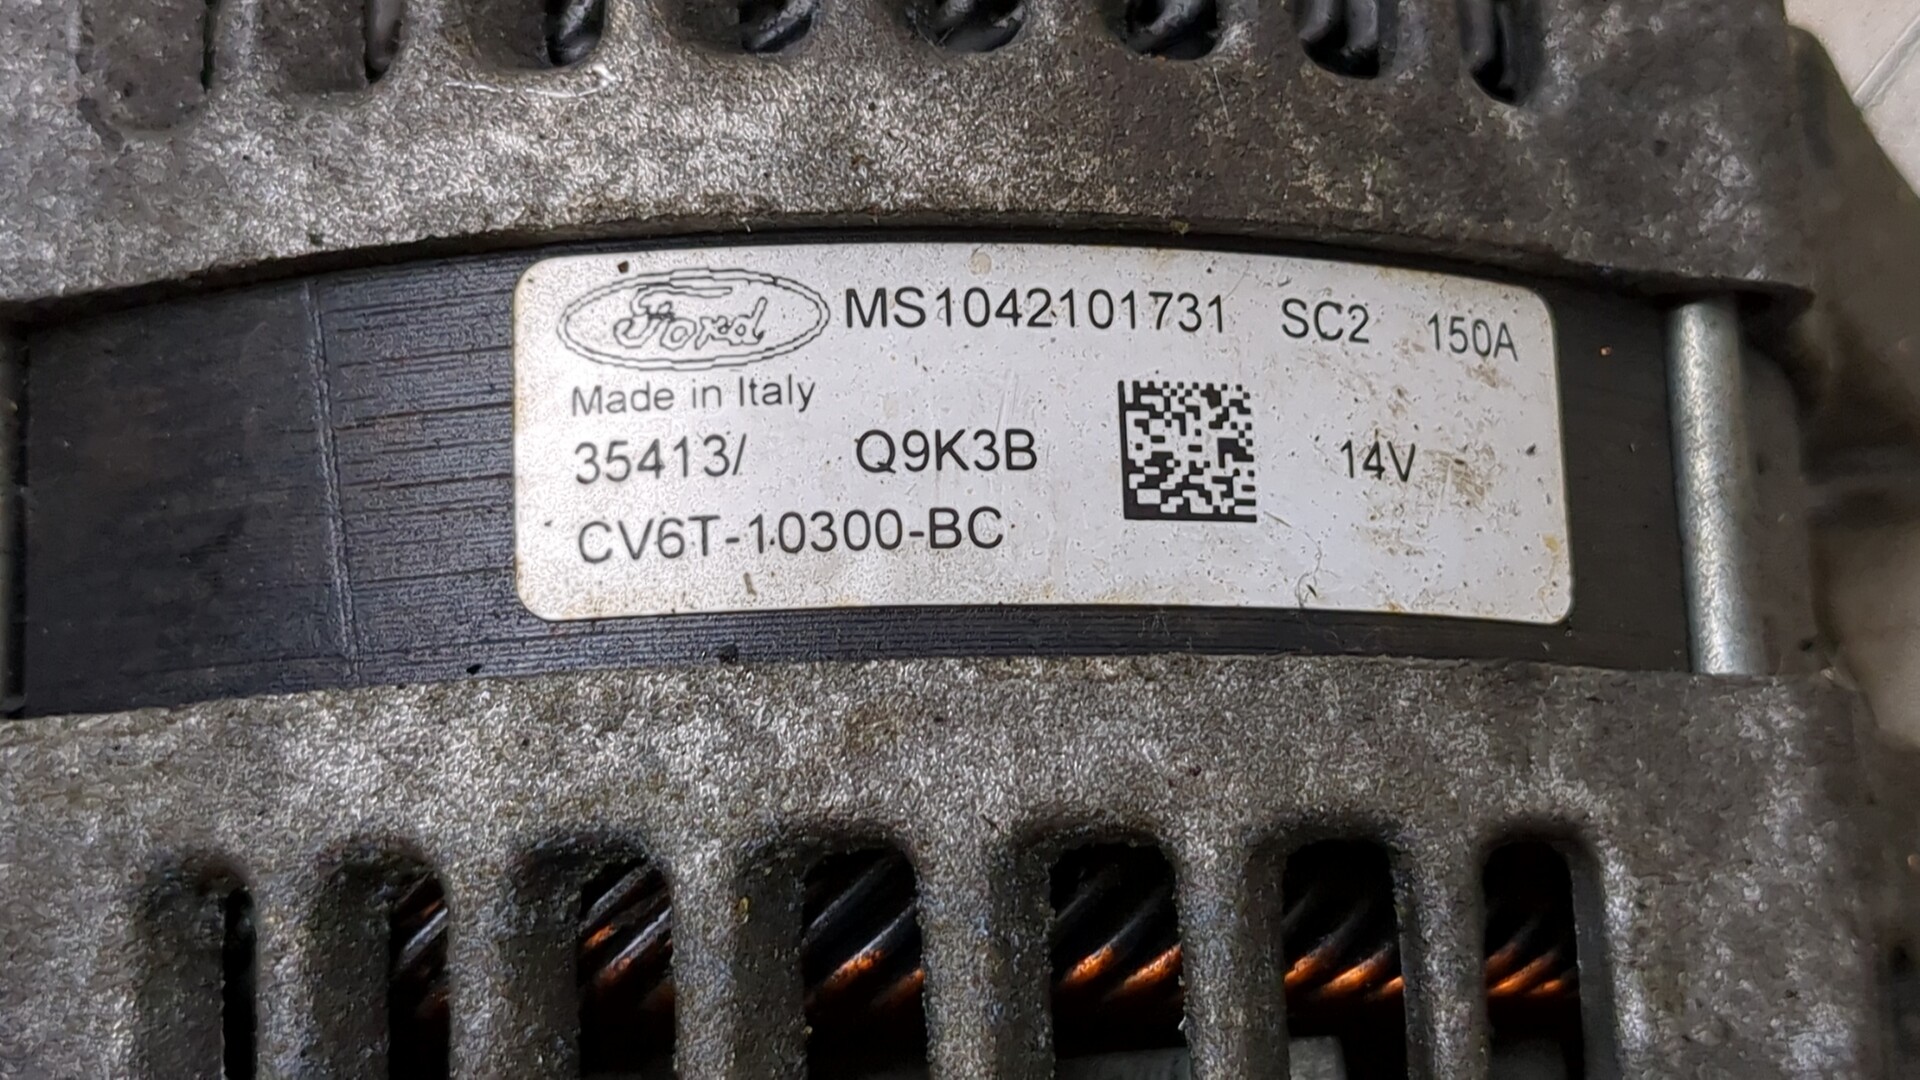 Ford MS1042101731 SC2 150A
Made in Italy
35413/ Q9K3B 14V
CV6T-10300-BC